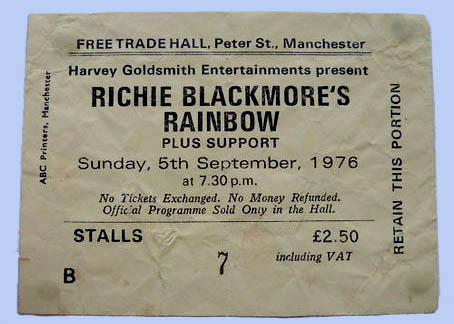 FREE TRADE HALL, Peter St., Manchester
Harvey Goldsmith Entertainments present
RICHIE BLACKMORE'S
RAINBOW
PLUS SUPPORT
Sunday, 5th September, 1976
at 7.30 p.m.
No Tickets Exchanged. No Money Refunded.
Official Programme Sold Only in the Hall.
STALLS £2.50
including VAT
B 7
ABC Printers, Manchester
RETAIN THIS PORTION